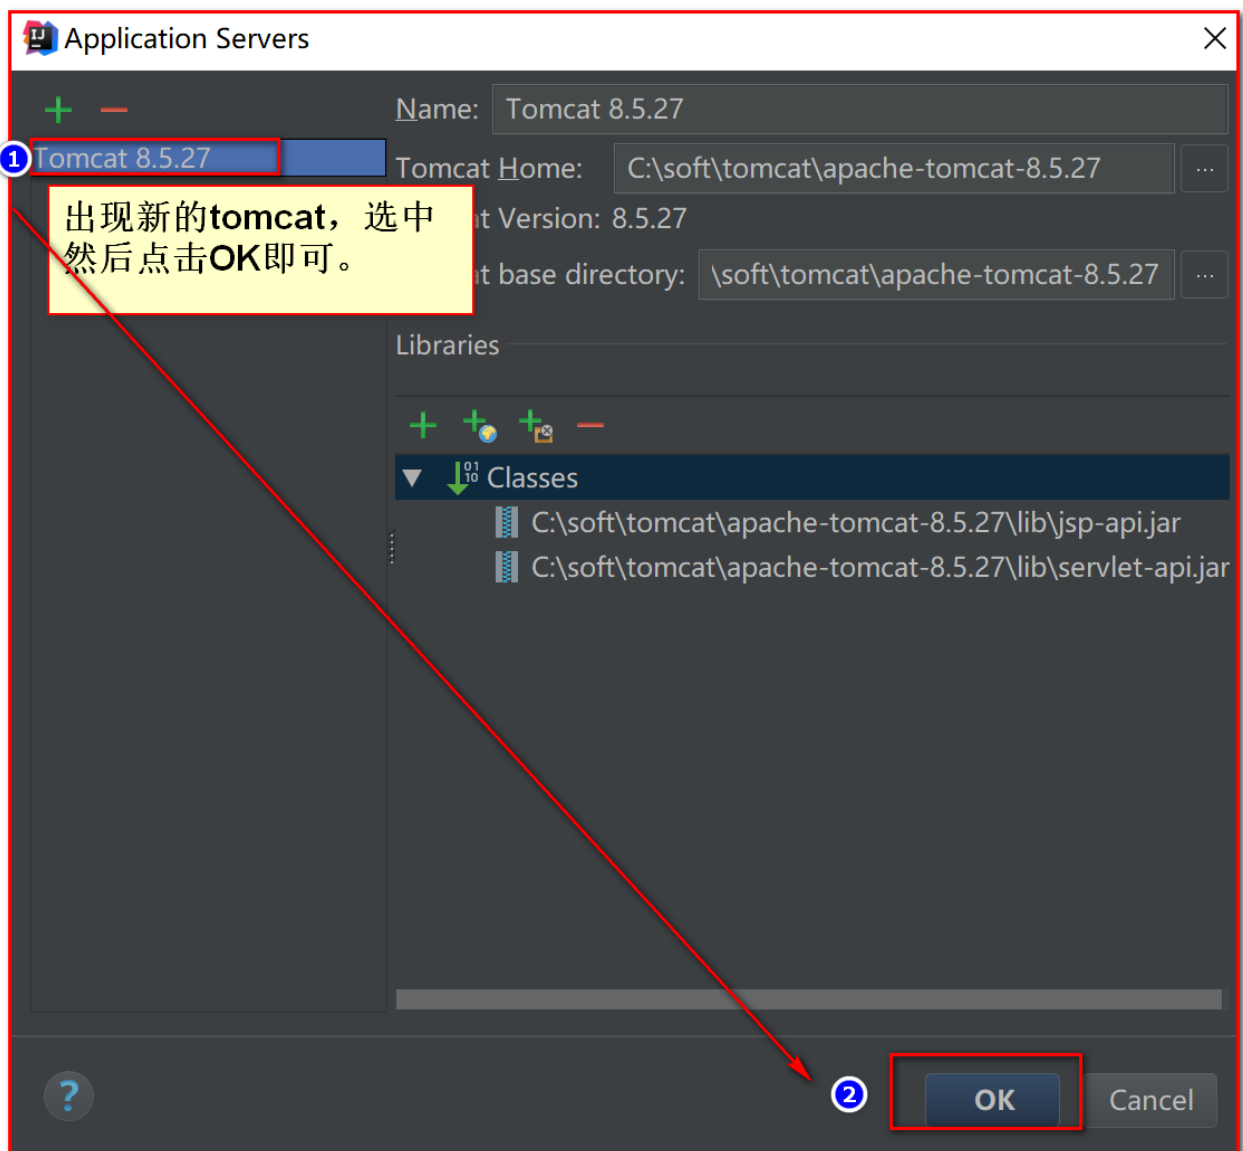 Application Servers
Name: Tomcat 8.5.27
1
Tomcat 8.5.27
Tomcat Home: C:\soft\tomcat\apache-tomcat-8.5.27 ...
出现新的tomcat，选中
然后点击OK即可。
t Version: 8.5.27
t base directory: \soft\tomcat\apache-tomcat-8.5.27 ...
Libraries
Classes
C:\soft\tomcat\apache-tomcat-8.5.27\lib\jsp-api.jar
C:\soft\tomcat\apache-tomcat-8.5.27\lib\servlet-api.jar
?
2
OK
Cancel